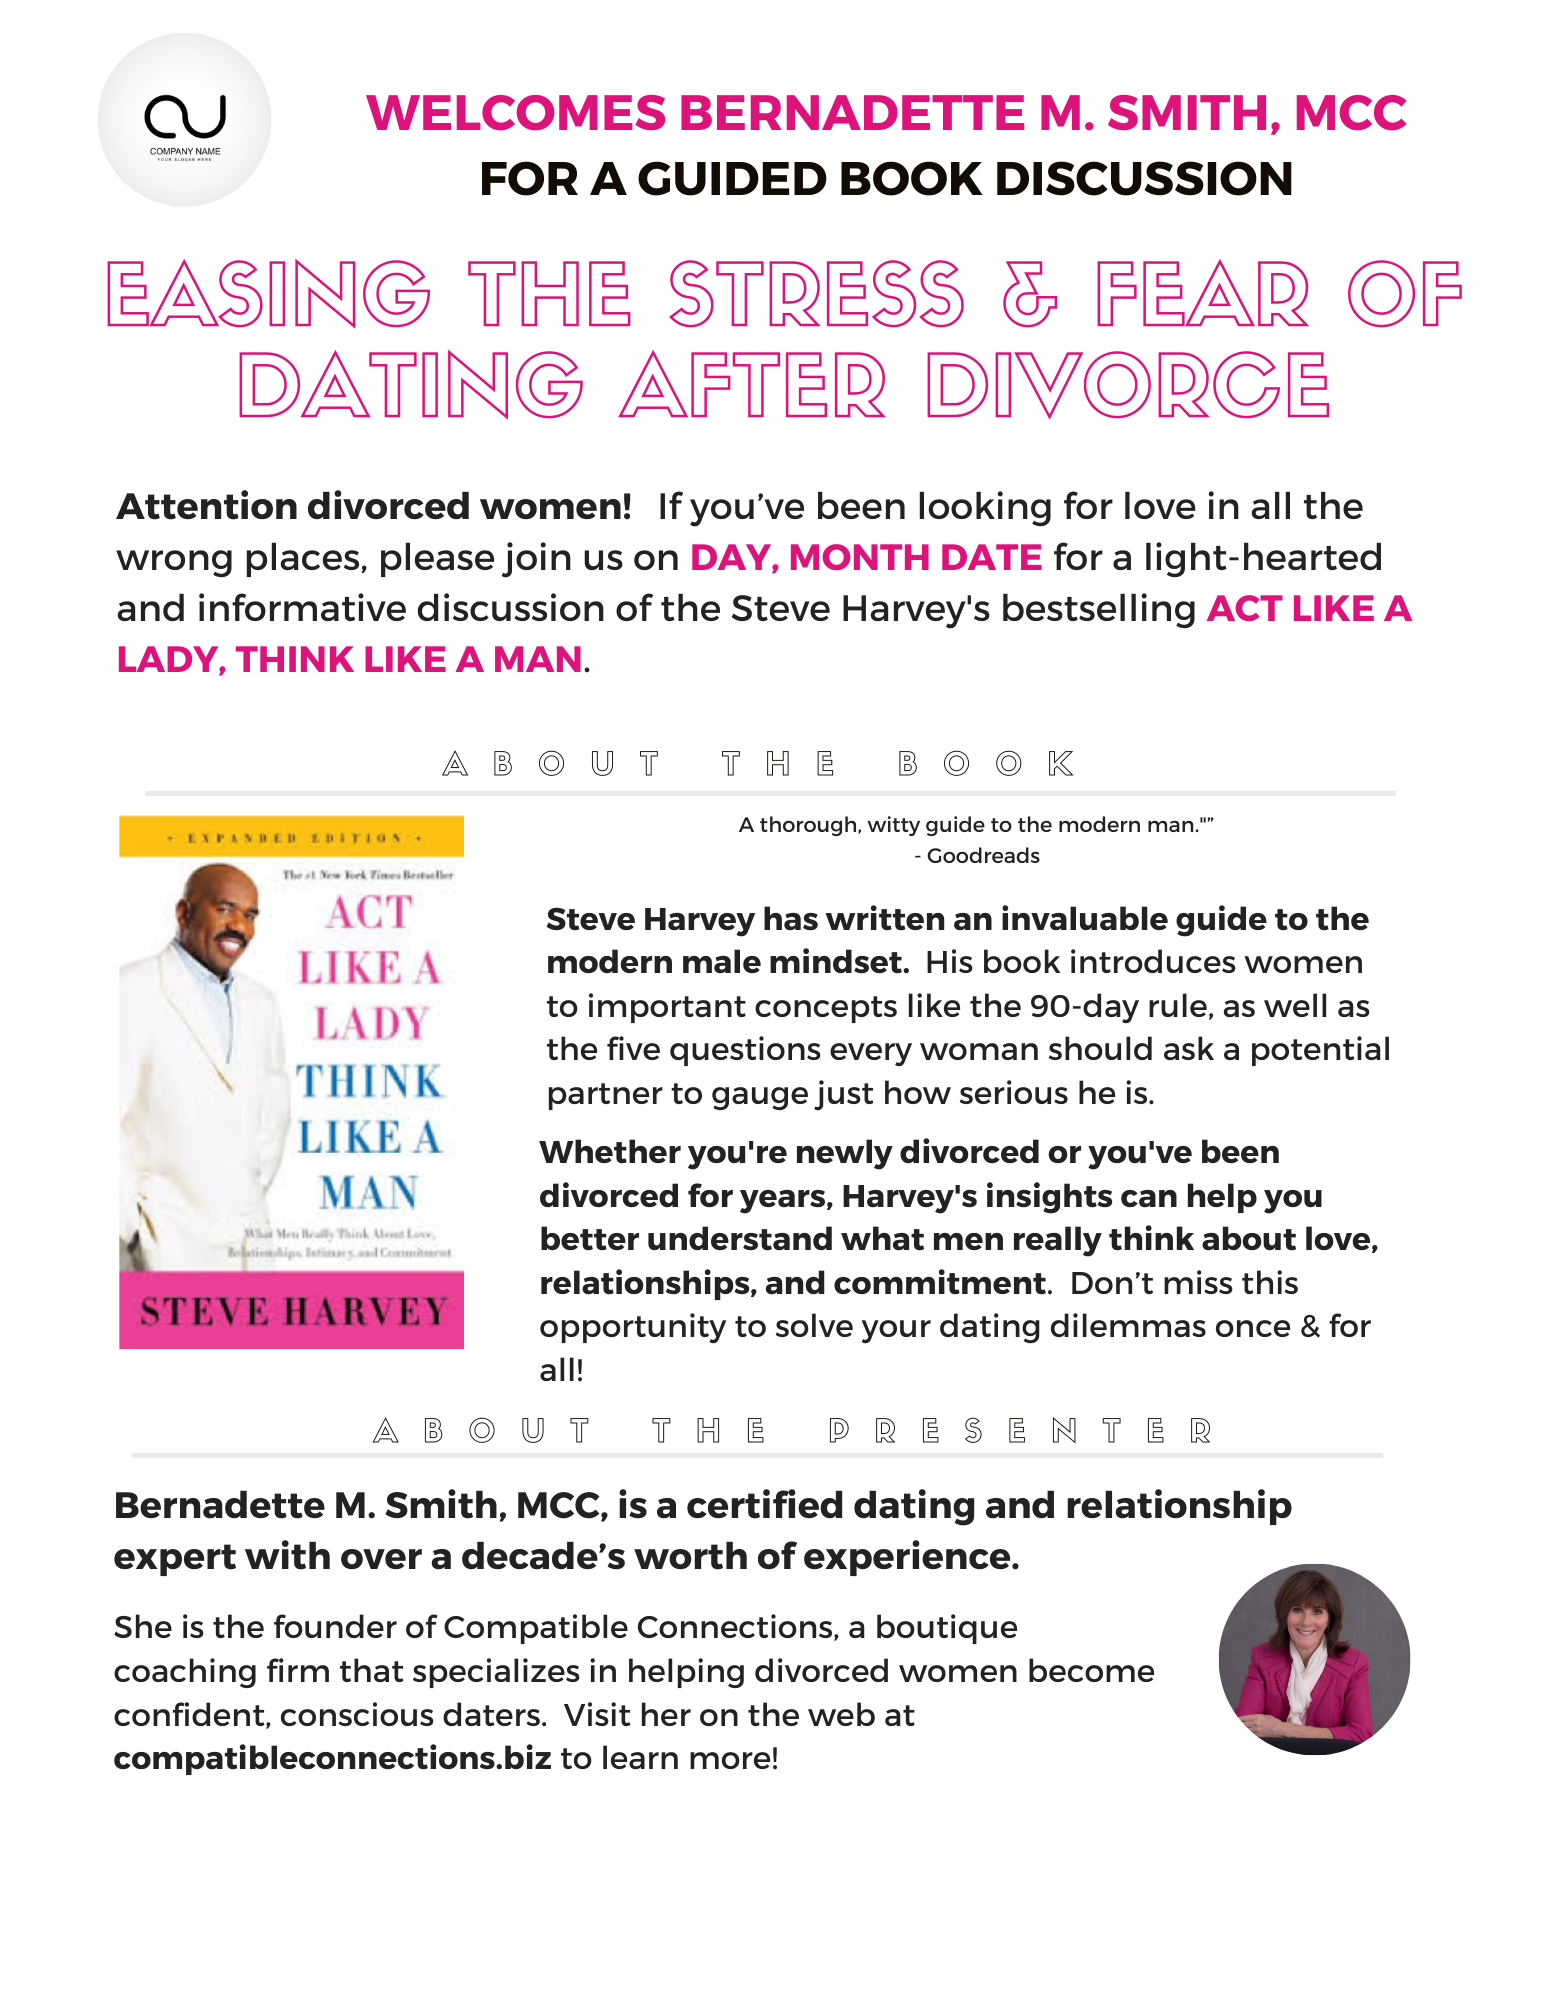 COMPANY NAME
YOUR SLOGAN HERE
WELCOMES BERNADETTE M. SMITH, MCC
FOR A GUIDED BOOK DISCUSSION
EASING THE STRESS & FEAR OF
DATING AFTER DIVORCE
Attention divorced women!  If you’ve been looking for love in all the
wrong places, please join us on DAY, MONTH DATE for a light-hearted
and informative discussion of the Steve Harvey's bestselling ACT LIKE A
LADY, THINK LIKE A MAN.
ABOUT THE BOOK
+ EXPANDED EDITION +
The #1 New York Times Bestseller
ACT
LIKE A
LADY
THINK
LIKE A
MAN
What Men Really Think About Love,
Relationships, Intimacy, and Commitment
STEVE HARVEY
A thorough, witty guide to the modern man."”
- Goodreads
Steve Harvey has written an invaluable guide to the
modern male mindset.  His book introduces women
to important concepts like the 90-day rule, as well as
the five questions every woman should ask a potential
partner to gauge just how serious he is.
Whether you're newly divorced or you've been
divorced for years, Harvey's insights can help you
better understand what men really think about love,
relationships, and commitment.  Don’t miss this
opportunity to solve your dating dilemmas once & for
all!
ABOUT THE PRESENTER
Bernadette M. Smith, MCC, is a certified dating and relationship
expert with over a decade’s worth of experience.
She is the founder of Compatible Connections, a boutique
coaching firm that specializes in helping divorced women become
confident, conscious daters.  Visit her on the web at
compatibleconnections.biz to learn more!